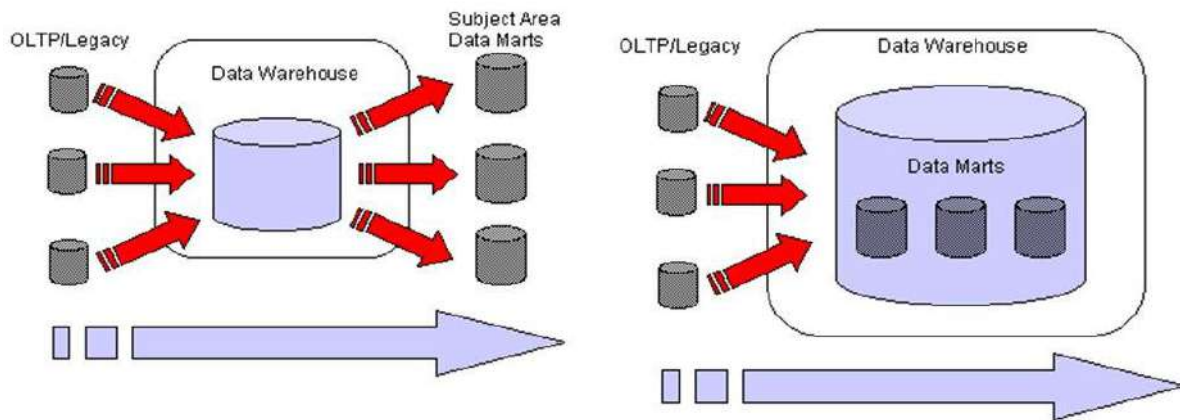 OLTP/Legacy
Data Warehouse
Subject Area
Data Marts
OLTP/Legacy
Data Warehouse
Data Marts